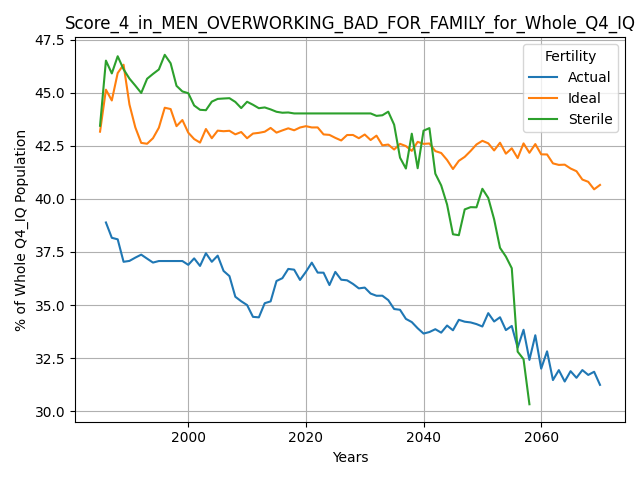 Score_4_in_MEN_OVERWORKING_BAD_FOR_FAMILY_for_Whole_Q4_IQ
47.5
45.0
42.5
40.0
37.5
35.0
32.5
30.0
% of Whole Q4_IQ Population
Fertility
Actual
Ideal
Sterile
2000
2020
2040
2060
Years